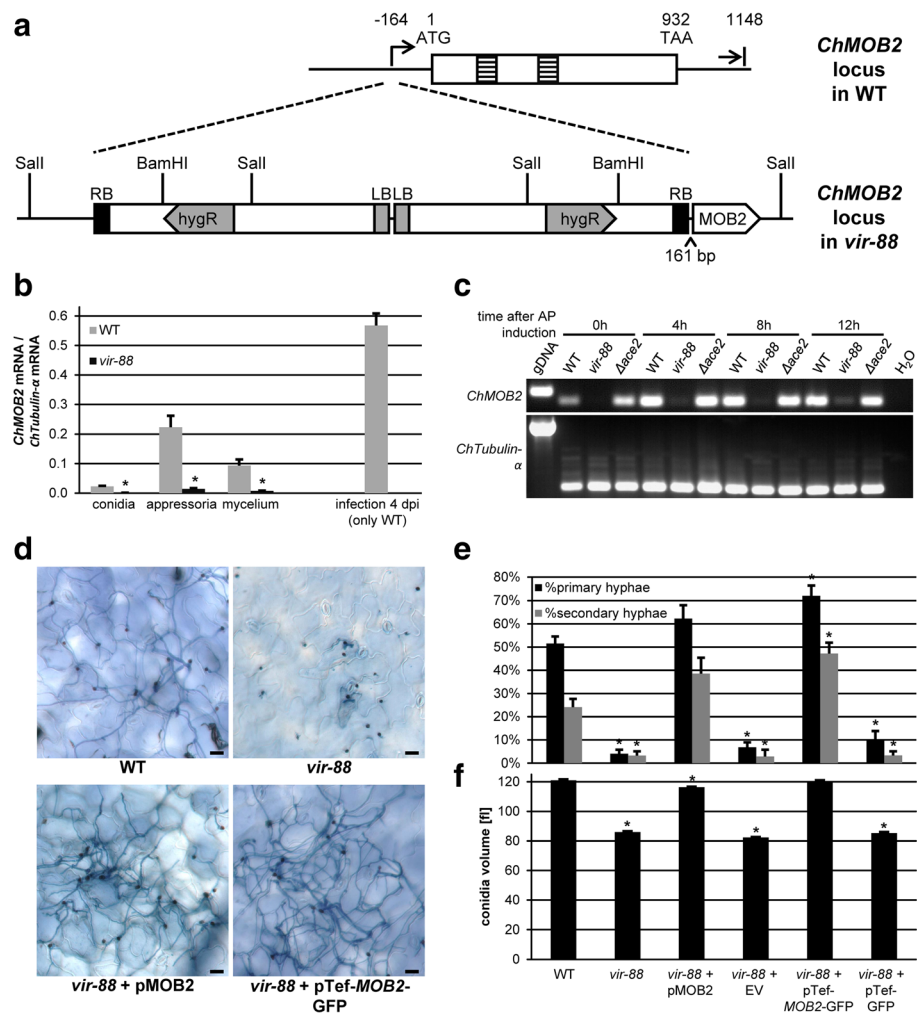 a
-164
1
ATG
932
TAA
1148
ChMOB2
locus
in WT
SalI
BamHI
SalI
SalI
BamHI
SalI
RB
hygR
LB
LB
hygR
RB
MOB2
161 bp
ChMOB2
locus
in vir-88
b
ChMOB2 mRNA /
ChTubulin-α mRNA
0.6
0.5
0.4
0.3
0.2
0.1
0.0
WT
vir-88
*
*
*
conidia
appressoria
mycelium
infection 4 dpi
(only WT)
c
time after AP
induction
0h
4h
8h
12h
gDNA
WT
vir-88
Δace2
WT
vir-88
Δace2
WT
vir-88
Δace2
WT
vir-88
Δace2
H2O
ChMOB2
ChTubulin-
α
d
WT
vir-88
vir-88 + pMOB2
vir-88 + pTef-MOB2-
GFP
e
80%
70%
60%
50%
40%
30%
20%
10%
0%
%primary hyphae
%secondary hyphae
* *
* *
*
*
*
*
f
conidia volume [fl]
120
100
80
60
40
20
0
*
*
*
*
WT
vir-88
vir-88 +
pMOB2
vir-88 +
EV
vir-88 +
pTef-
MOB2-GFP
vir-88 +
pTef-
GFP